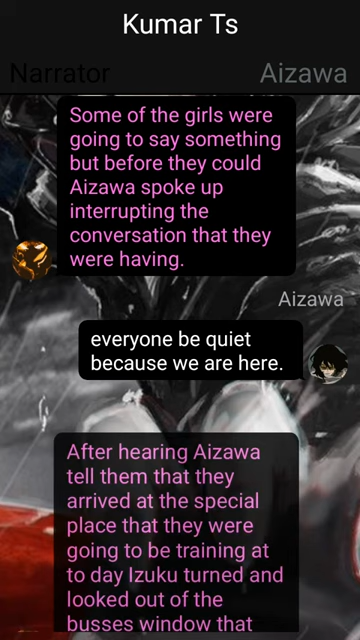 Kumar Ts
Narrator
Aizawa
Some of the girls were
going to say something
but before they could
Aizawa spoke up
interrupting the
conversation that they
were having.
Aizawa
everyone be quiet
because we are here.
After hearing Aizawa
tell them that they
arrived at the special
place that they were
going to be training at
to day Izuku turned and
looked out of the
busses window that